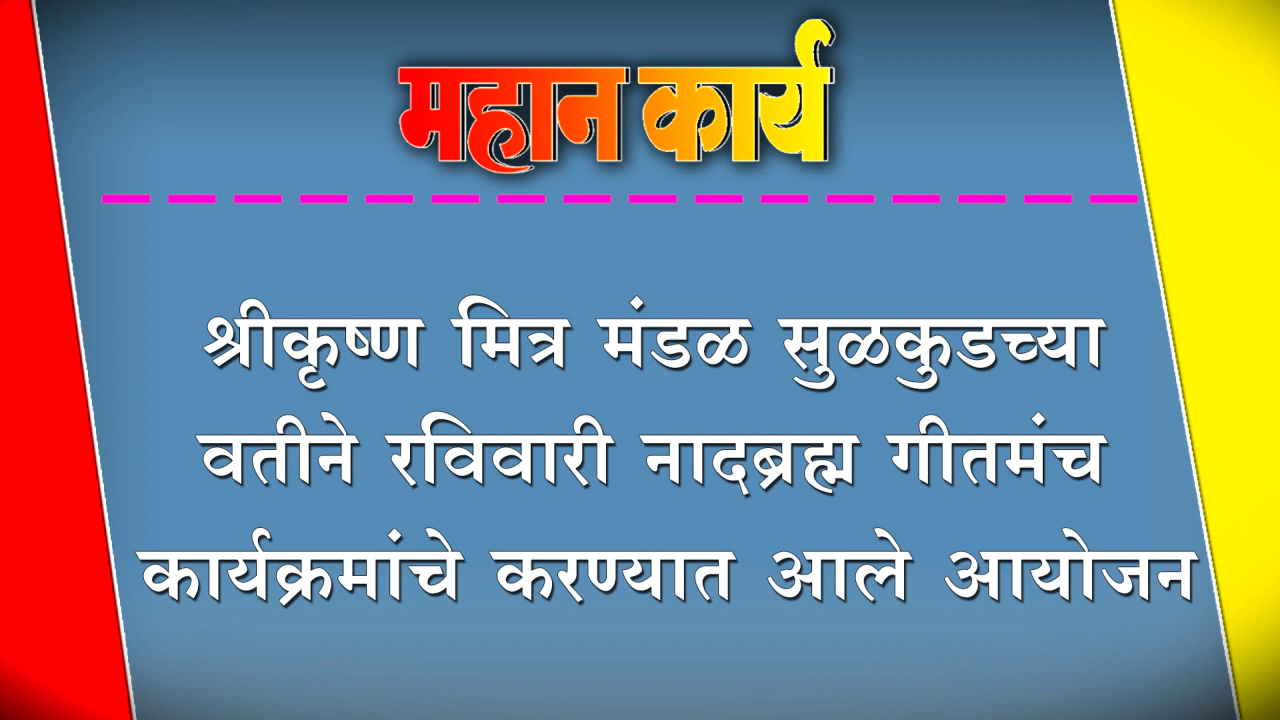 महान कार्य
श्रीकृष्ण मित्र मंडळ सुळकुडच्या
वतीने रविवारी नादब्रह्म गीतमंच
कार्यक्रमांचे करण्यात आले आयोजन